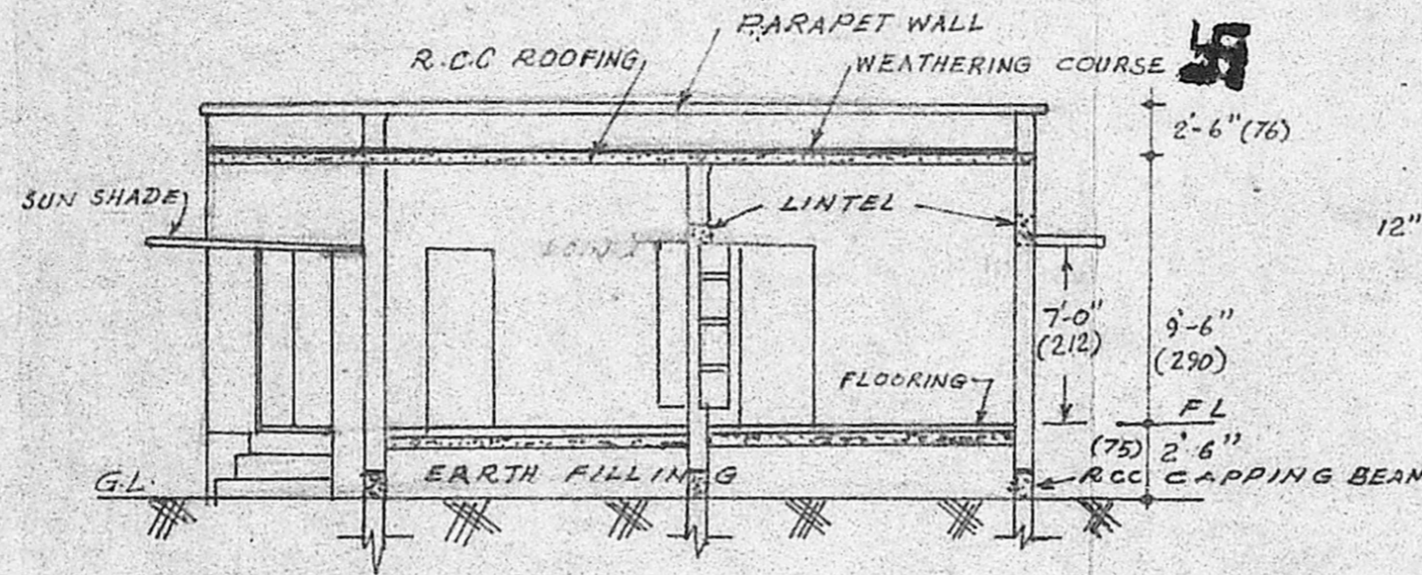 PARAPET WALL
R.C.C ROOFING
WEATHERING COURSE
2'-6" (76)
SUN SHADE
LINTEL
12"
7'-0"
(212)
9'-6"
(290)
FLOORING
FL
(75) 2'6"
G.L.
EARTH FILLING
RCC CAPPING BEAM